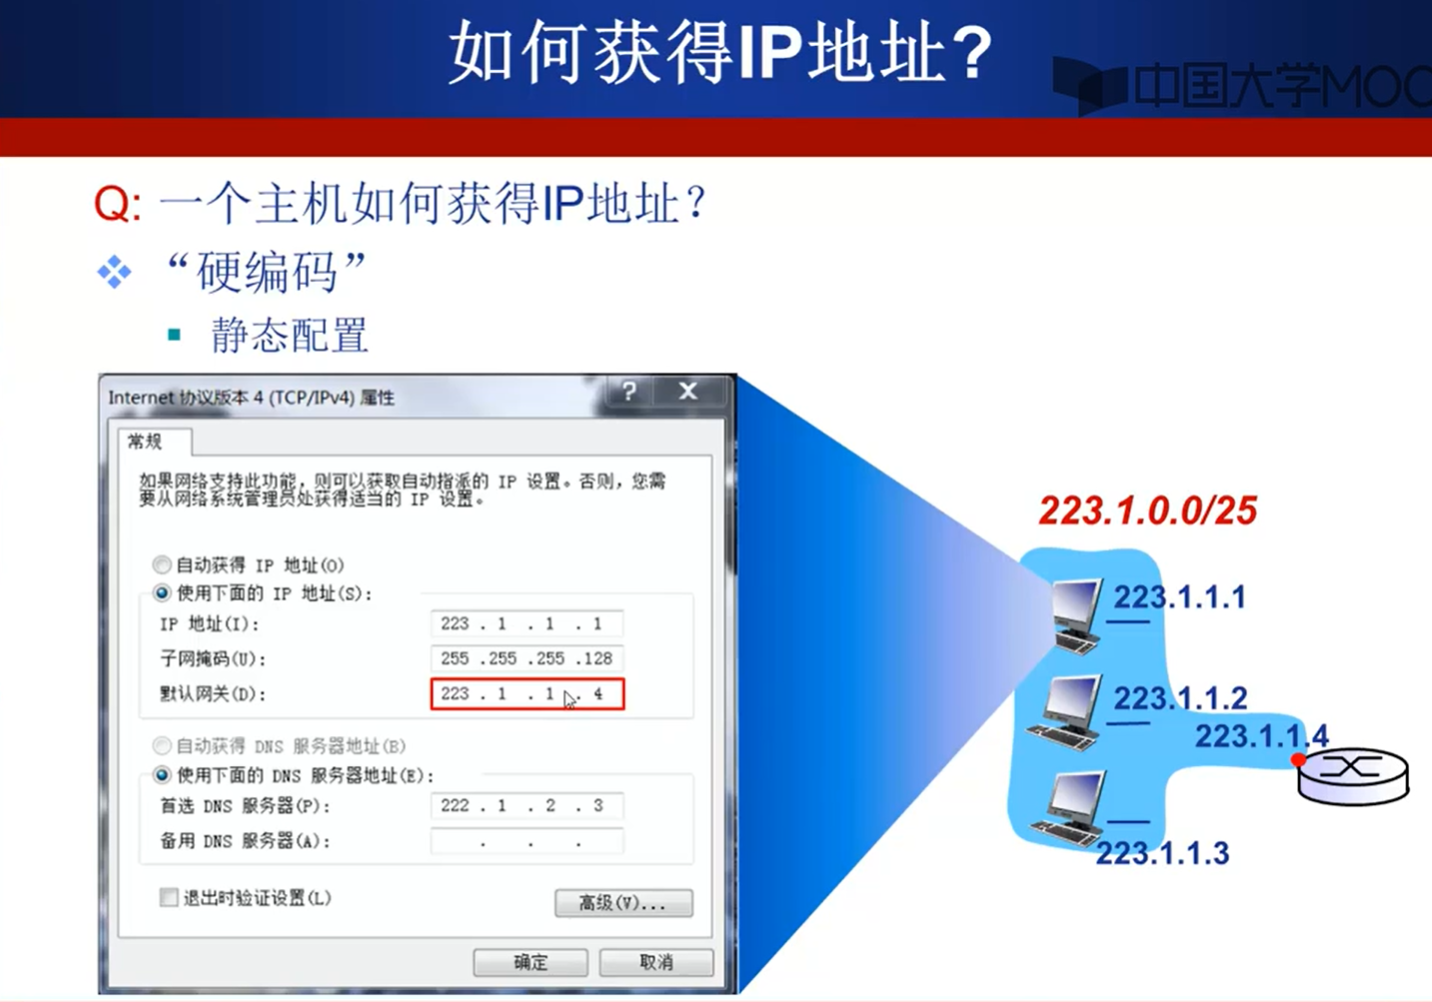 如何获得IP地址?
中国大学MOO
Q: 一个主机如何获得IP地址?
“硬编码”
静态配置
Internet 协议版本 4 (TCP/IPv4) 属性
常规
如果网络支持此功能，则可以获取自动指派的 IP 设置。否则，您需
要从网络系统管理员处获得适当的 IP 设置。
自动获得 IP 地址(O)
使用下面的 IP 地址(S):
IP 地址(I): 223 . 1 . 1 . 1
子网掩码(U): 255 .255 .255 .128
默认网关(D): 223 . 1 . 1 . 4
自动获得 DNS 服务器地址(B)
使用下面的 DNS 服务器地址(E):
首选 DNS 服务器(P): 222 . 1 . 2 . 3
备用 DNS 服务器(A): . . .
退出时验证设置(L)
高级(V)...
确定 取消
223.1.0.0/25
223.1.1.1
223.1.1.2
223.1.1.4
223.1.1.3